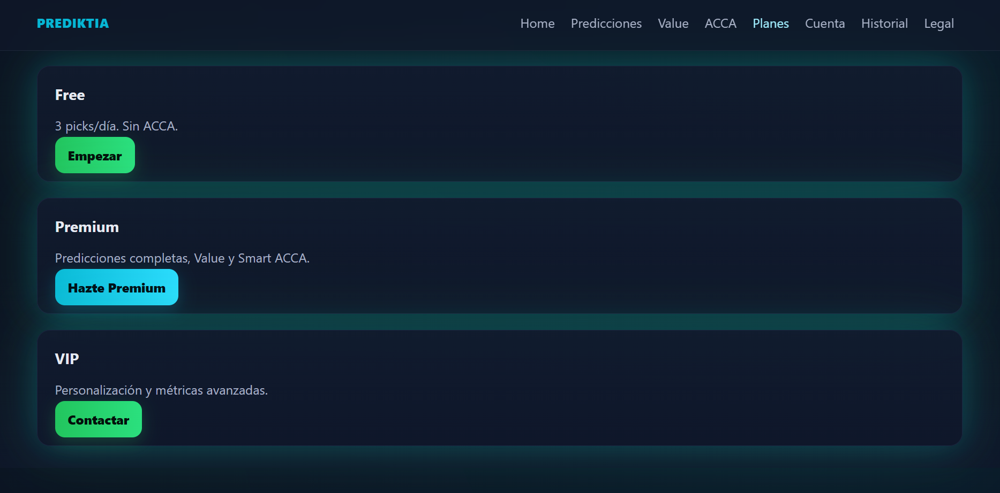 PREDIKTIA
Home Predicciones Value ACCA Planes Cuenta Historial Legal
Free
3 picks/día. Sin ACCA.
Empezar
Premium
Predicciones completas, Value y Smart ACCA.
Hazte Premium
VIP
Personalización y métricas avanzadas.
Contactar